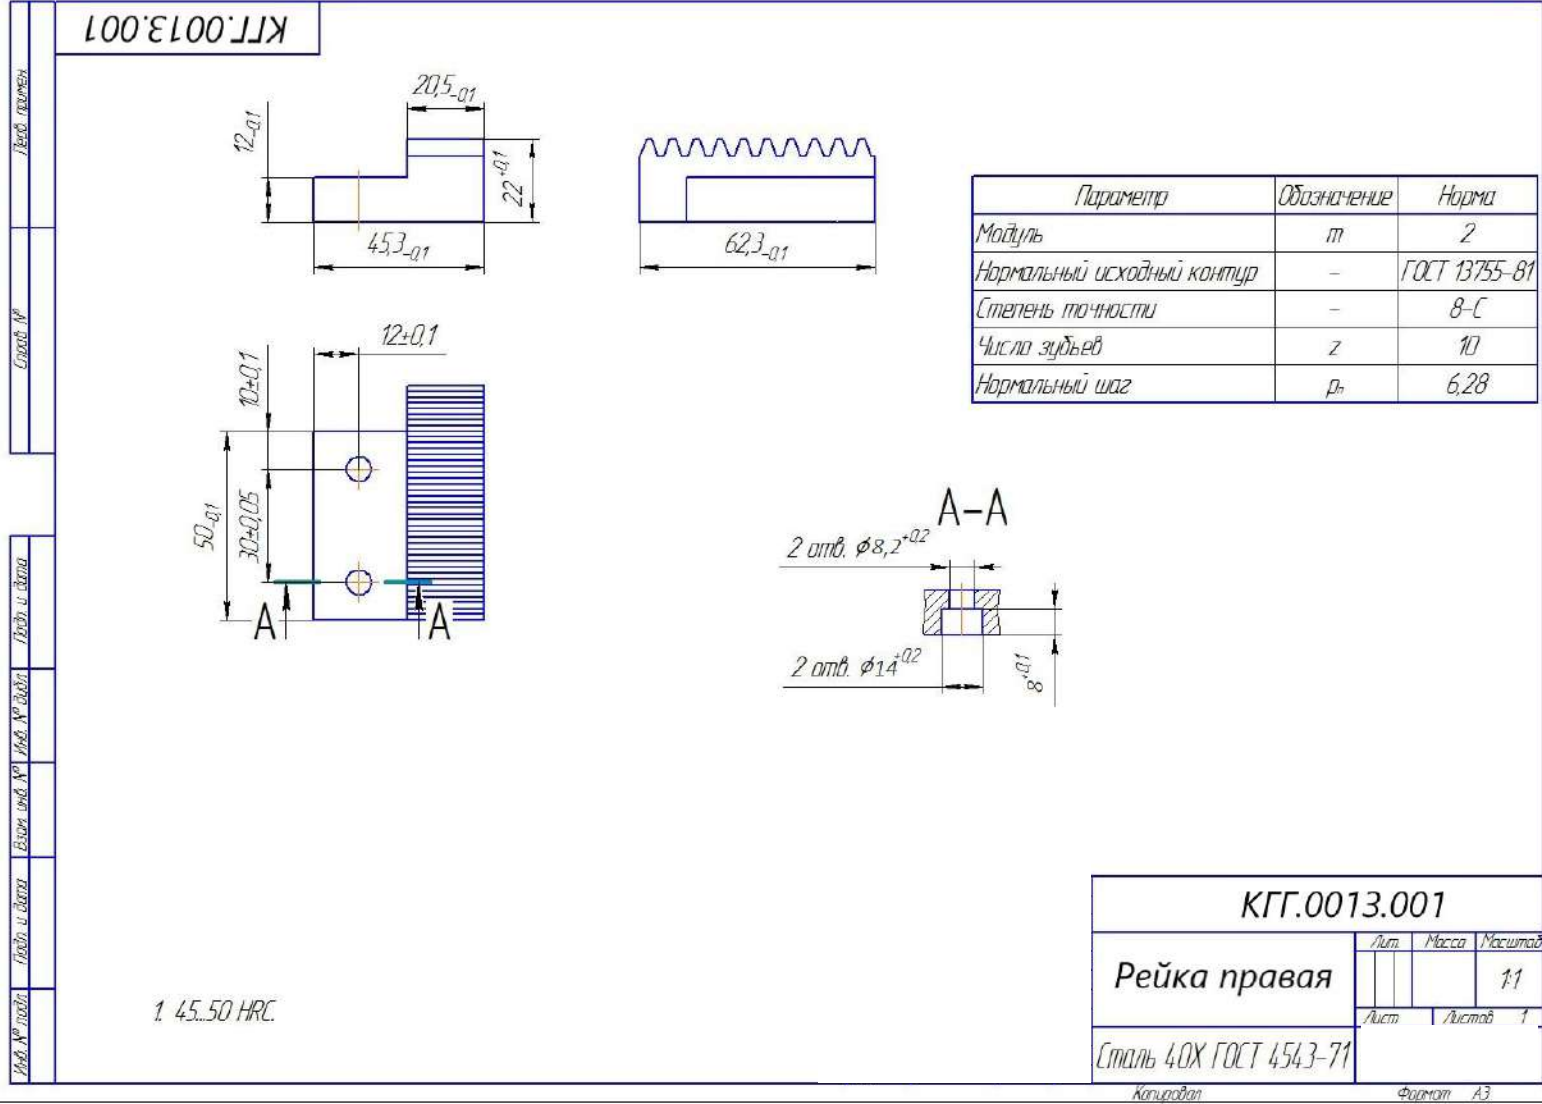 КГГ.0013.001
Перв. примен.
Справ. №
Подп. и дата
Инв. № дубл.
Взам. инв. №
Подп. и дата
Инв. № подл.
20,5-0,1
12-0,1
22+0,1
45,3-0,1
62,3-0,1
12±0,1
10±0,1
30±0,05
50-0,1
А
А
Параметр Обозначение Норма
Модуль m 2
Нормальный исходный контур – ГОСТ 13755-81
Степень точности – 8-С
Число зубьев z 10
Нормальный шаг pn 6,28
А-А
2 отв. ϕ8,2+0,2
2 отв. ϕ14+0,2
8+0,1
1. 45...50 HRC.
КГГ.0013.001
Рейка правая
Лит. Масса Масштаб
1:1
Лист Листов 1
Сталь 40Х ГОСТ 4543-71
Копировал Формат А3